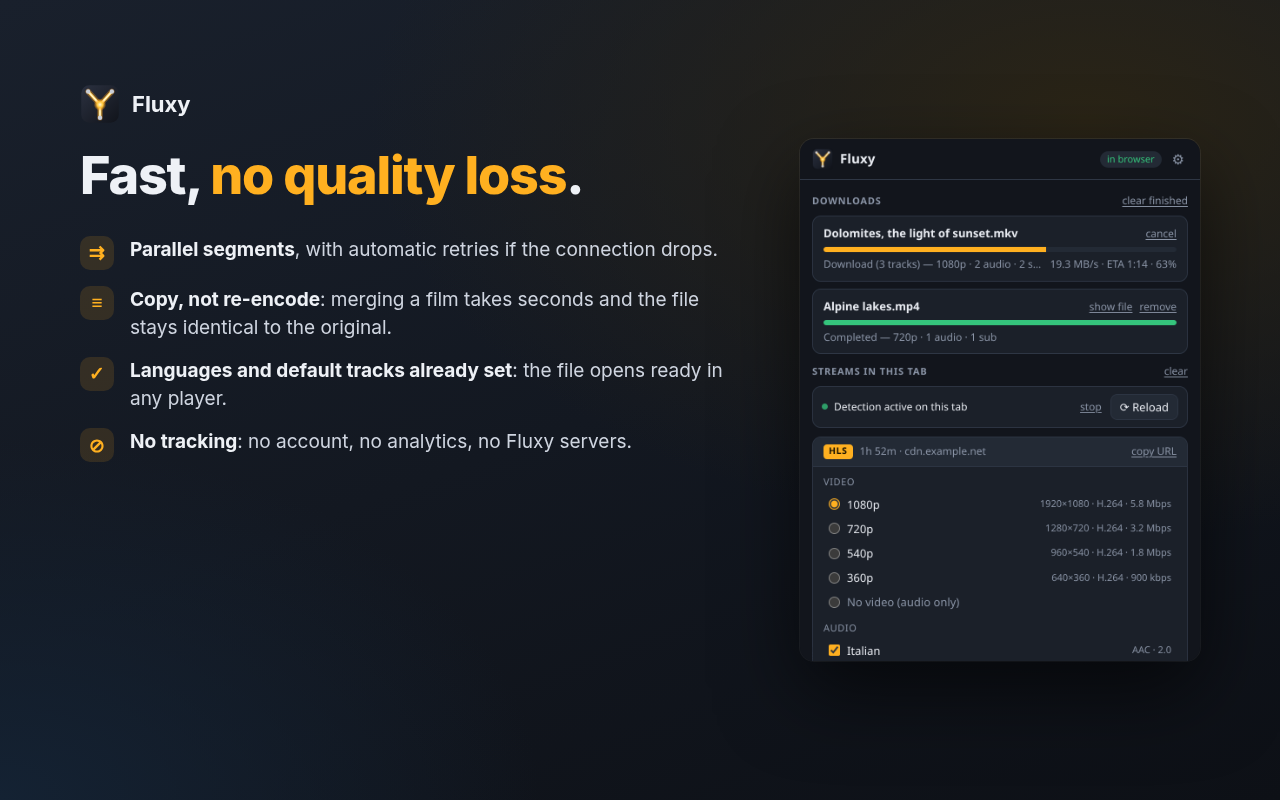 Fluxy
Fast, no quality loss.
⇉ Parallel segments, with automatic retries if the connection drops.
≡ Copy, not re-encode: merging a film takes seconds and the file
stays identical to the original.
✓ Languages and default tracks already set: the file opens ready in
any player.
⊘ No tracking: no account, no analytics, no Fluxy servers.
Fluxy in browser ⚙
DOWNLOADS clear finished
Dolomites, the light of sunset.mkv cancel
Download (3 tracks) — 1080p · 2 audio · 2 s... 19.3 MB/s · ETA 1:14 · 63%
Alpine lakes.mp4 show file remove
Completed — 720p · 1 audio · 1 sub
STREAMS IN THIS TAB clear
Detection active on this tab stop ⟳ Reload
HLS 1h 52m · cdn.example.net copy URL
VIDEO
1080p 1920×1080 · H.264 · 5.8 Mbps
720p 1280×720 · H.264 · 3.2 Mbps
540p 960×540 · H.264 · 1.8 Mbps
360p 640×360 · H.264 · 900 kbps
No video (audio only)
AUDIO
Italian AAC · 2.0